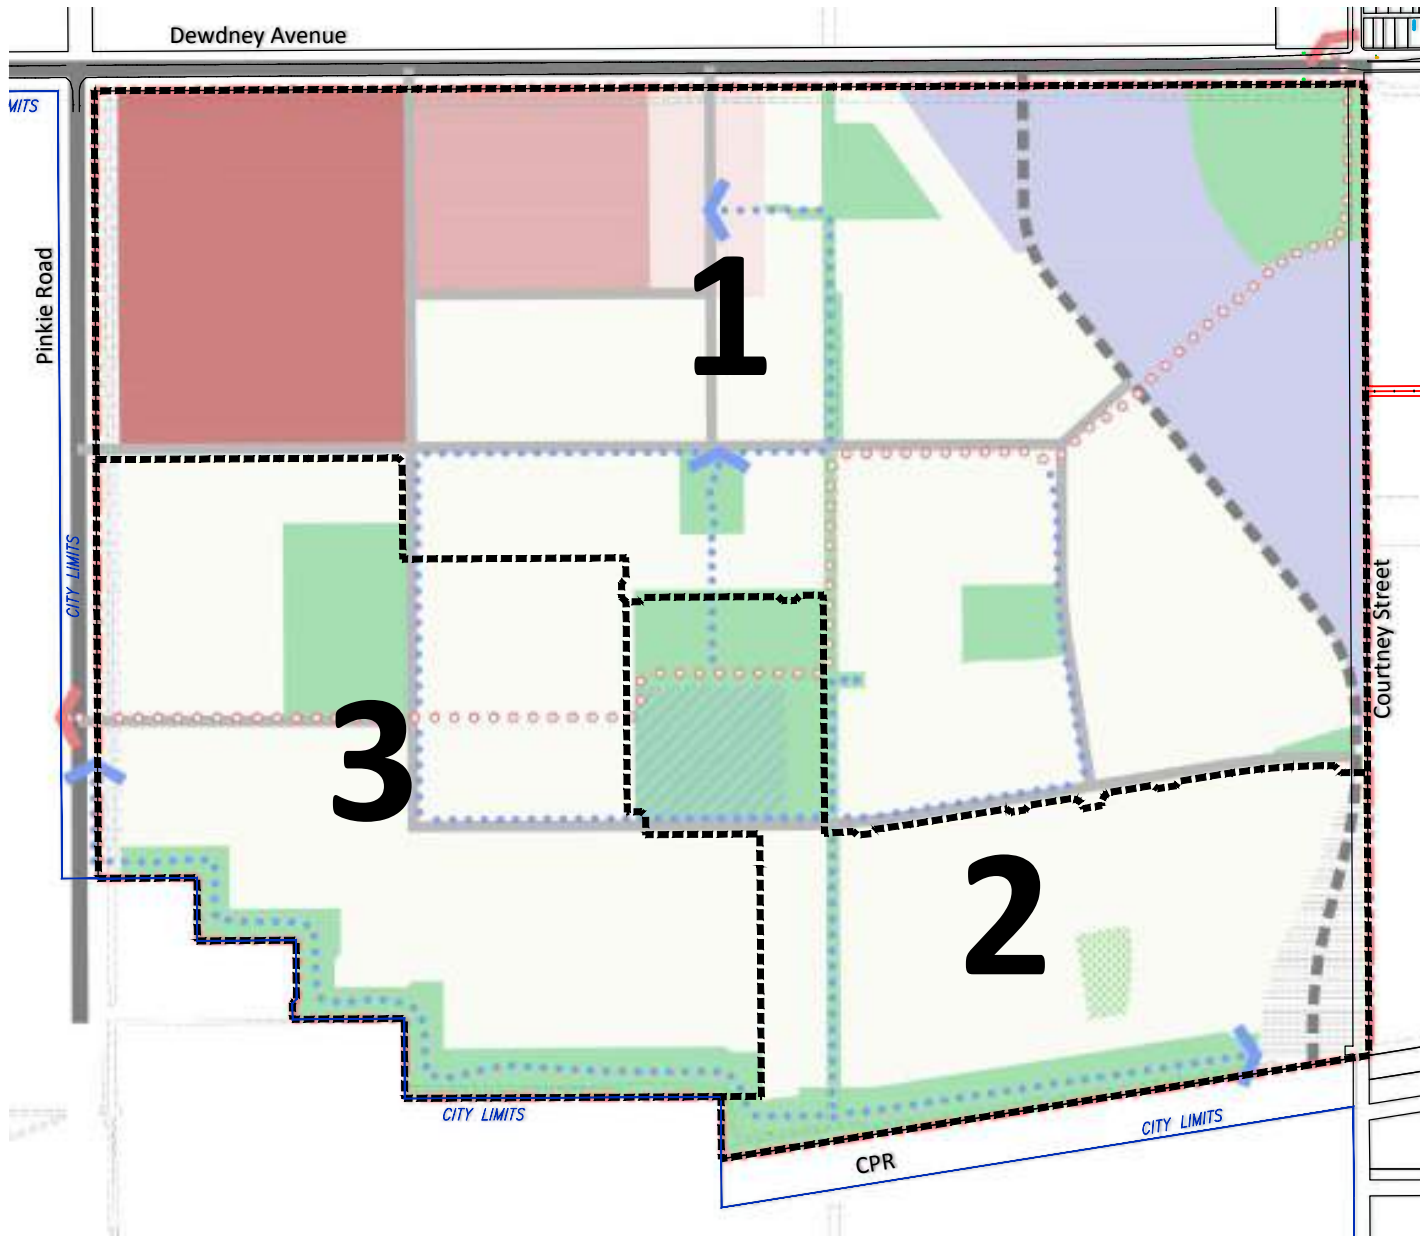 Dewdney Avenue
MITS
Pinkie Road
1
CITY LIMITS
Courtney Street
3
2
CITY LIMITS
CITY LIMITS
CPR